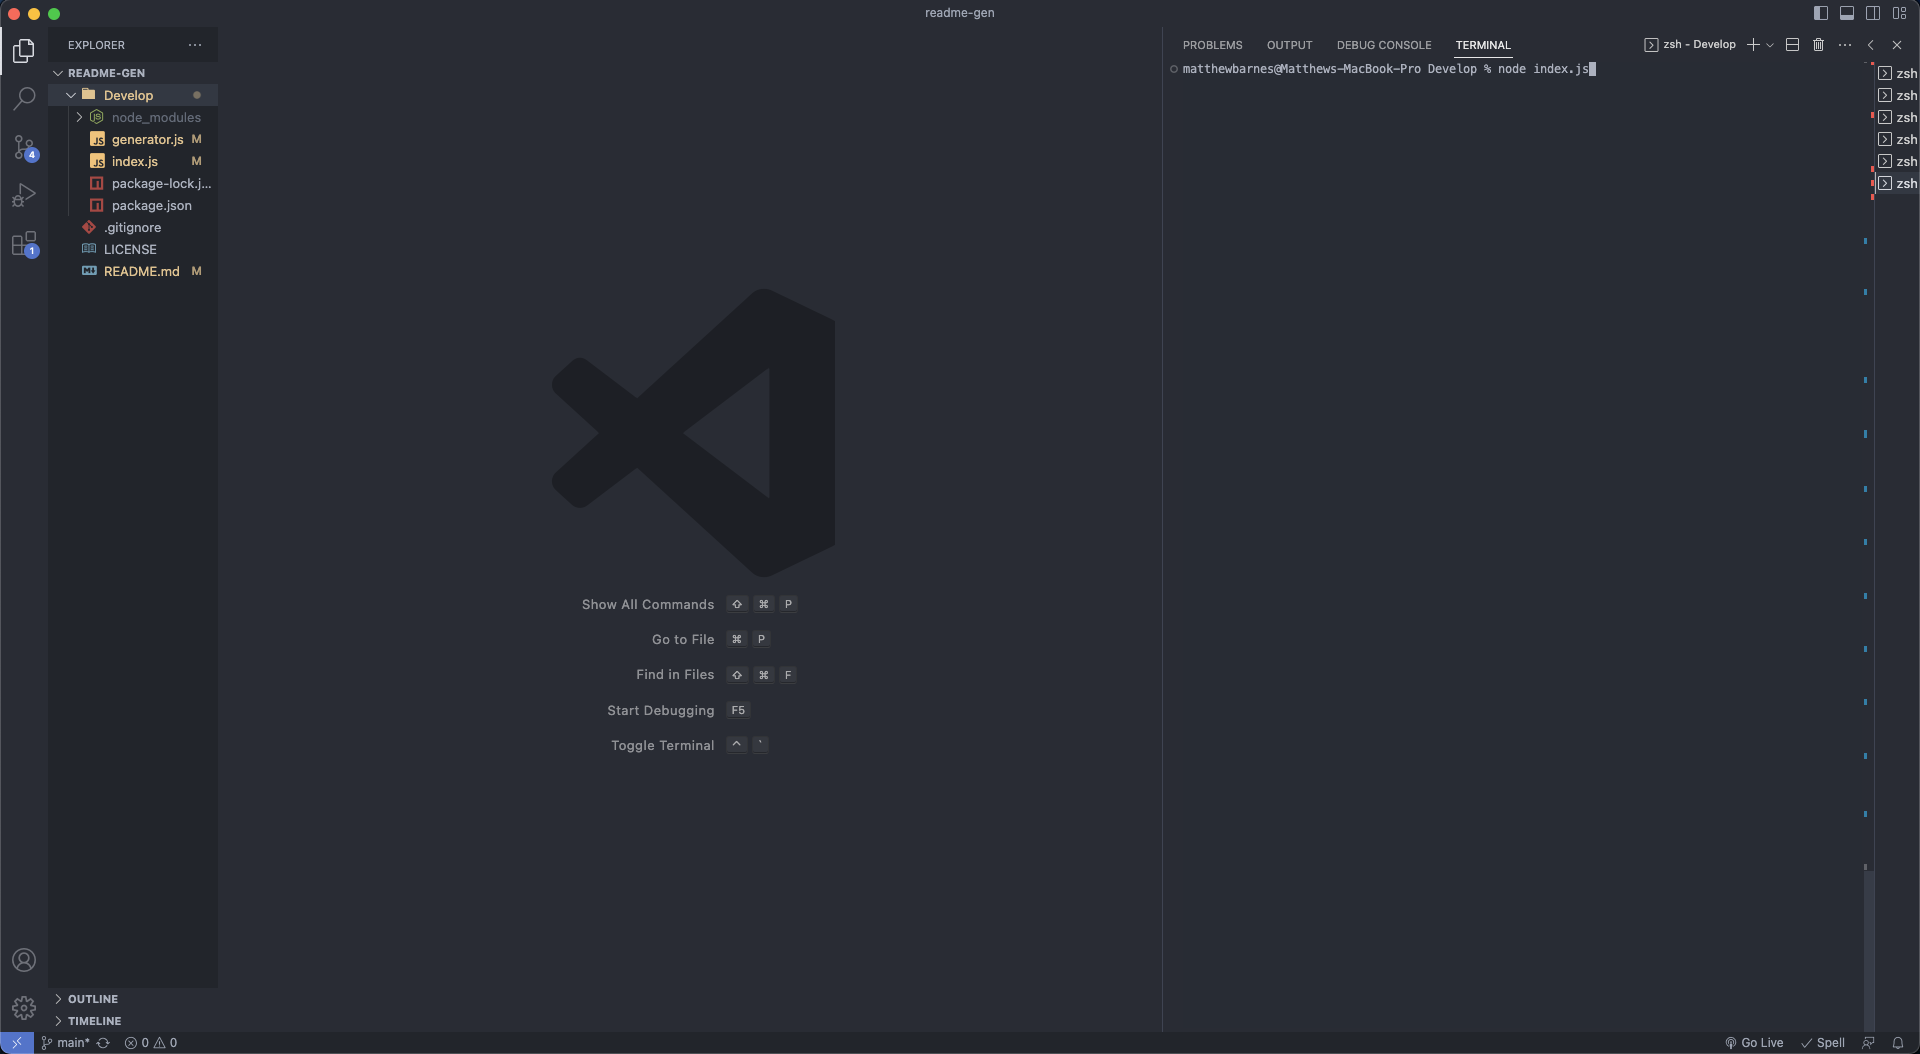 readme-gen
EXPLORER
README-GEN
Develop
node_modules
generator.js M
index.js M
package-lock.j...
package.json
.gitignore
LICENSE
README.md M
4
1
OUTLINE
TIMELINE
Show All Commands ⇧ ⌘ P
Go to File ⌘ P
Find in Files ⇧ ⌘ F
Start Debugging F5
Toggle Terminal ^ `
PROBLEMS OUTPUT DEBUG CONSOLE TERMINAL
zsh - Develop
matthewbarnes@Matthews-MacBook-Pro Develop % node index.js
zsh
zsh
zsh
zsh
zsh
zsh
main* 0 0
Go Live Spell